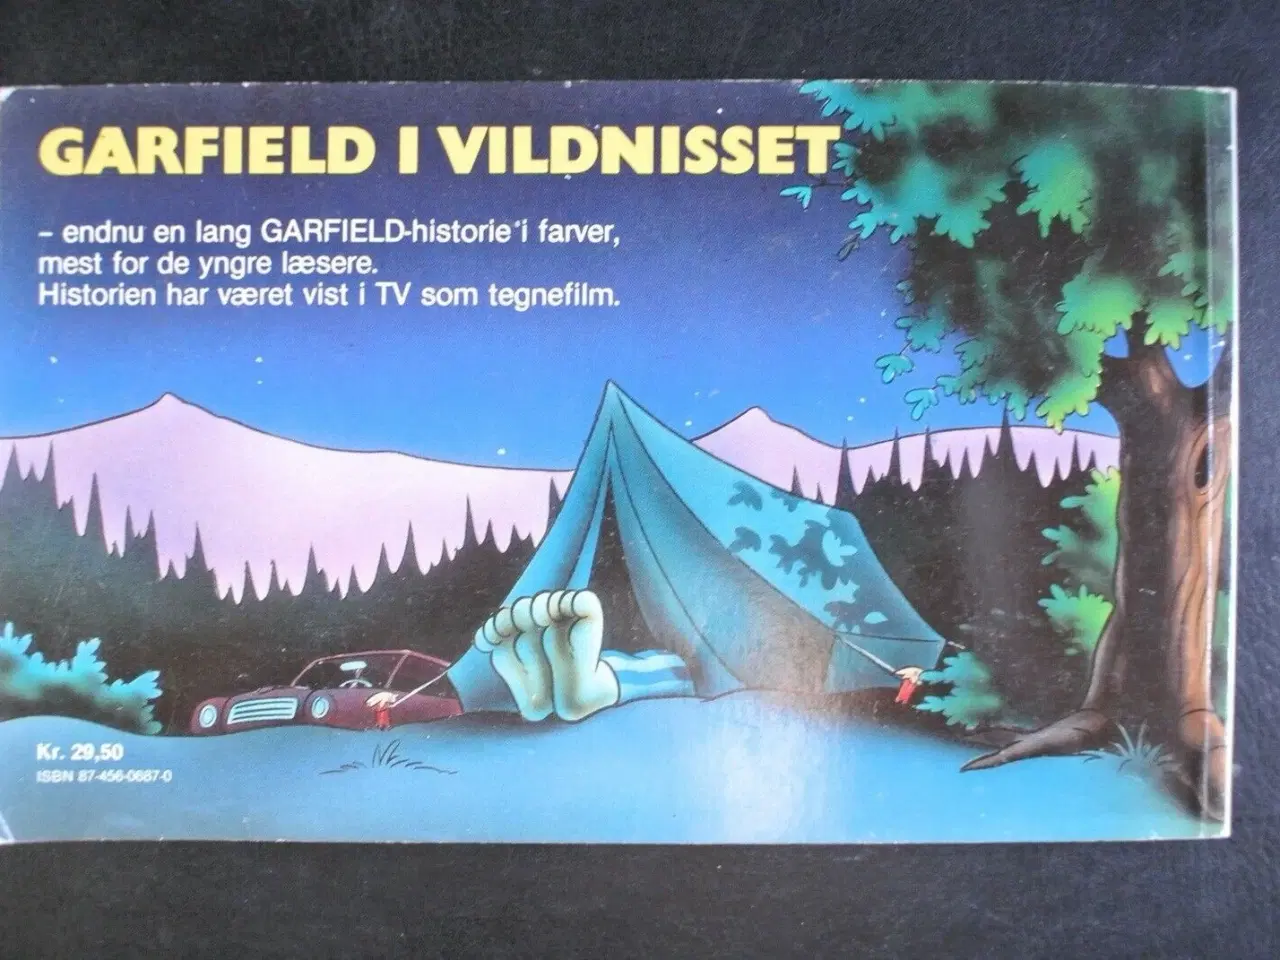 GARFIELD I VILDNISSET
– endnu en lang GARFIELD-historie i farver,
mest for de yngre læsere.
Historien har været vist i TV som tegnefilm.
Kr. 29,50
ISBN 87-456-0687-0